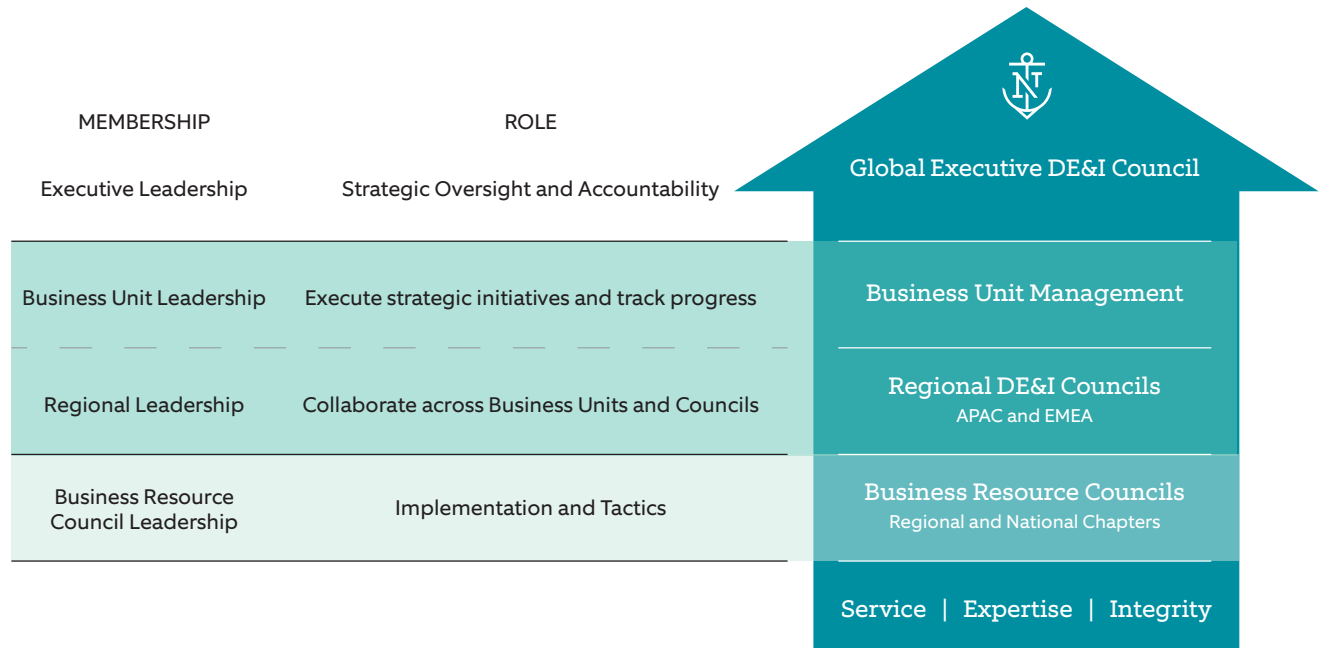 MEMBERSHIP
ROLE
Executive Leadership
Strategic Oversight and Accountability
Global Executive DE&I Council
Business Unit Leadership
Execute strategic initiatives and track progress
Business Unit Management
Regional Leadership
Collaborate across Business Units and Councils
Regional DE&I Councils
APAC and EMEA
Business Resource
Council Leadership
Implementation and Tactics
Business Resource Councils
Regional and National Chapters
Service | Expertise | Integrity